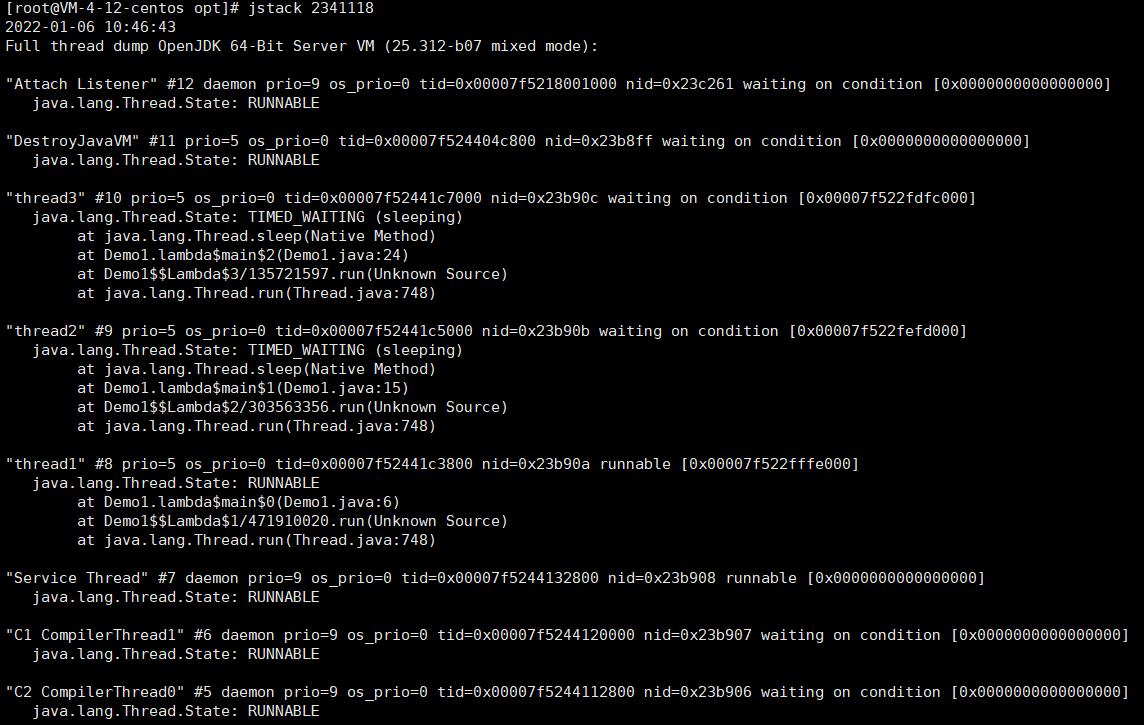 [root@VM-4-12-centos opt]# jstack 2341118
2022-01-06 10:46:43
Full thread dump OpenJDK 64-Bit Server VM (25.312-b07 mixed mode):
"Attach Listener" #12 daemon prio=9 os_prio=0 tid=0x00007f5218001000 nid=0x23c261 waiting on condition [0x0000000000000000]
java.lang.Thread.State: RUNNABLE
"DestroyJavaVM" #11 prio=5 os_prio=0 tid=0x00007f524404c800 nid=0x23b8ff waiting on condition [0x0000000000000000]
java.lang.Thread.State: RUNNABLE
"thread3" #10 prio=5 os_prio=0 tid=0x00007f52441c7000 nid=0x23b90c waiting on condition [0x00007f522fdfc000]
java.lang.Thread.State: TIMED_WAITING (sleeping)
at java.lang.Thread.sleep(Native Method)
at Demo1.lambda$main$2(Demo1.java:24)
at Demo1$$Lambda$3/135721597.run(Unknown Source)
at java.lang.Thread.run(Thread.java:748)
"thread2" #9 prio=5 os_prio=0 tid=0x00007f52441c5000 nid=0x23b90b waiting on condition [0x00007f522fefd000]
java.lang.Thread.State: TIMED_WAITING (sleeping)
at java.lang.Thread.sleep(Native Method)
at Demo1.lambda$main$1(Demo1.java:15)
at Demo1$$Lambda$2/303563356.run(Unknown Source)
at java.lang.Thread.run(Thread.java:748)
"thread1" #8 prio=5 os_prio=0 tid=0x00007f52441c3800 nid=0x23b90a runnable [0x00007f522fffe000]
java.lang.Thread.State: RUNNABLE
at Demo1.lambda$main$0(Demo1.java:6)
at Demo1$$Lambda$1/471910020.run(Unknown Source)
at java.lang.Thread.run(Thread.java:748)
"Service Thread" #7 daemon prio=9 os_prio=0 tid=0x00007f5244132800 nid=0x23b908 runnable [0x0000000000000000]
java.lang.Thread.State: RUNNABLE
"C1 CompilerThread1" #6 daemon prio=9 os_prio=0 tid=0x00007f5244120000 nid=0x23b907 waiting on condition [0x0000000000000000]
java.lang.Thread.State: RUNNABLE
"C2 CompilerThread0" #5 daemon prio=9 os_prio=0 tid=0x00007f5244112800 nid=0x23b906 waiting on condition [0x0000000000000000]
java.lang.Thread.State: RUNNABLE